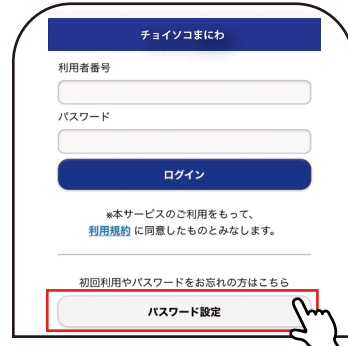 チョイソコまにわ
利用者番号
パスワード
ログイン
※本サービスのご利用をもって、
利用規約 に同意したものとみなします。
初回利用やパスワードをお忘れの方はこちら
パスワード設定